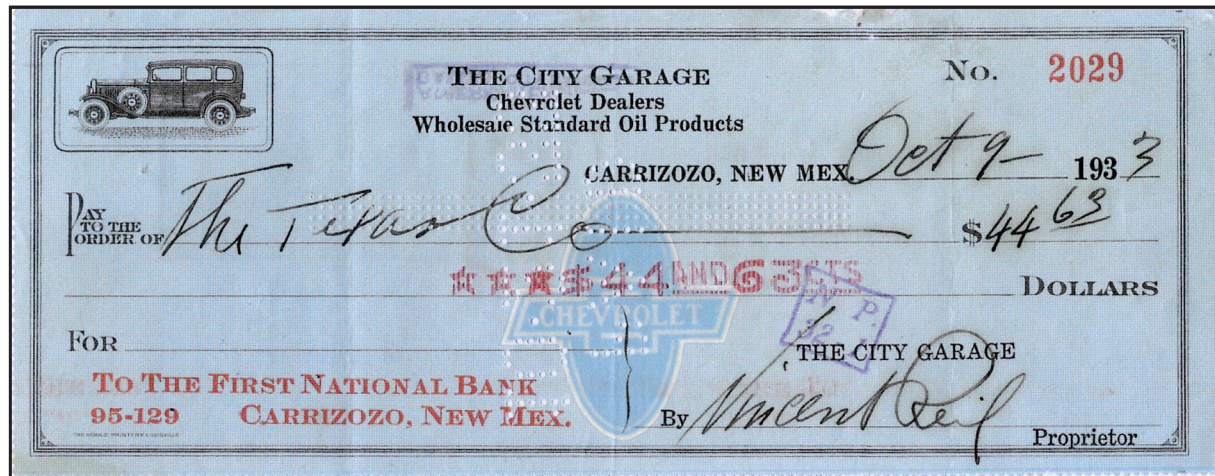 THE CITY GARAGE
Chevrolet Dealers
Wholesale Standard Oil Products
No. 2029
CARRIZOZO, NEW MEX. Oct 9- 1933
PAY TO THE ORDER OF The Texas Co $44 63
$44 AND 63 CTS DOLLARS
CHEVROLET
N. P.
FOR
THE CITY GARAGE
TO THE FIRST NATIONAL BANK
95-129 CARRIZOZO, NEW MEX.
By Vincent Reil
Proprietor